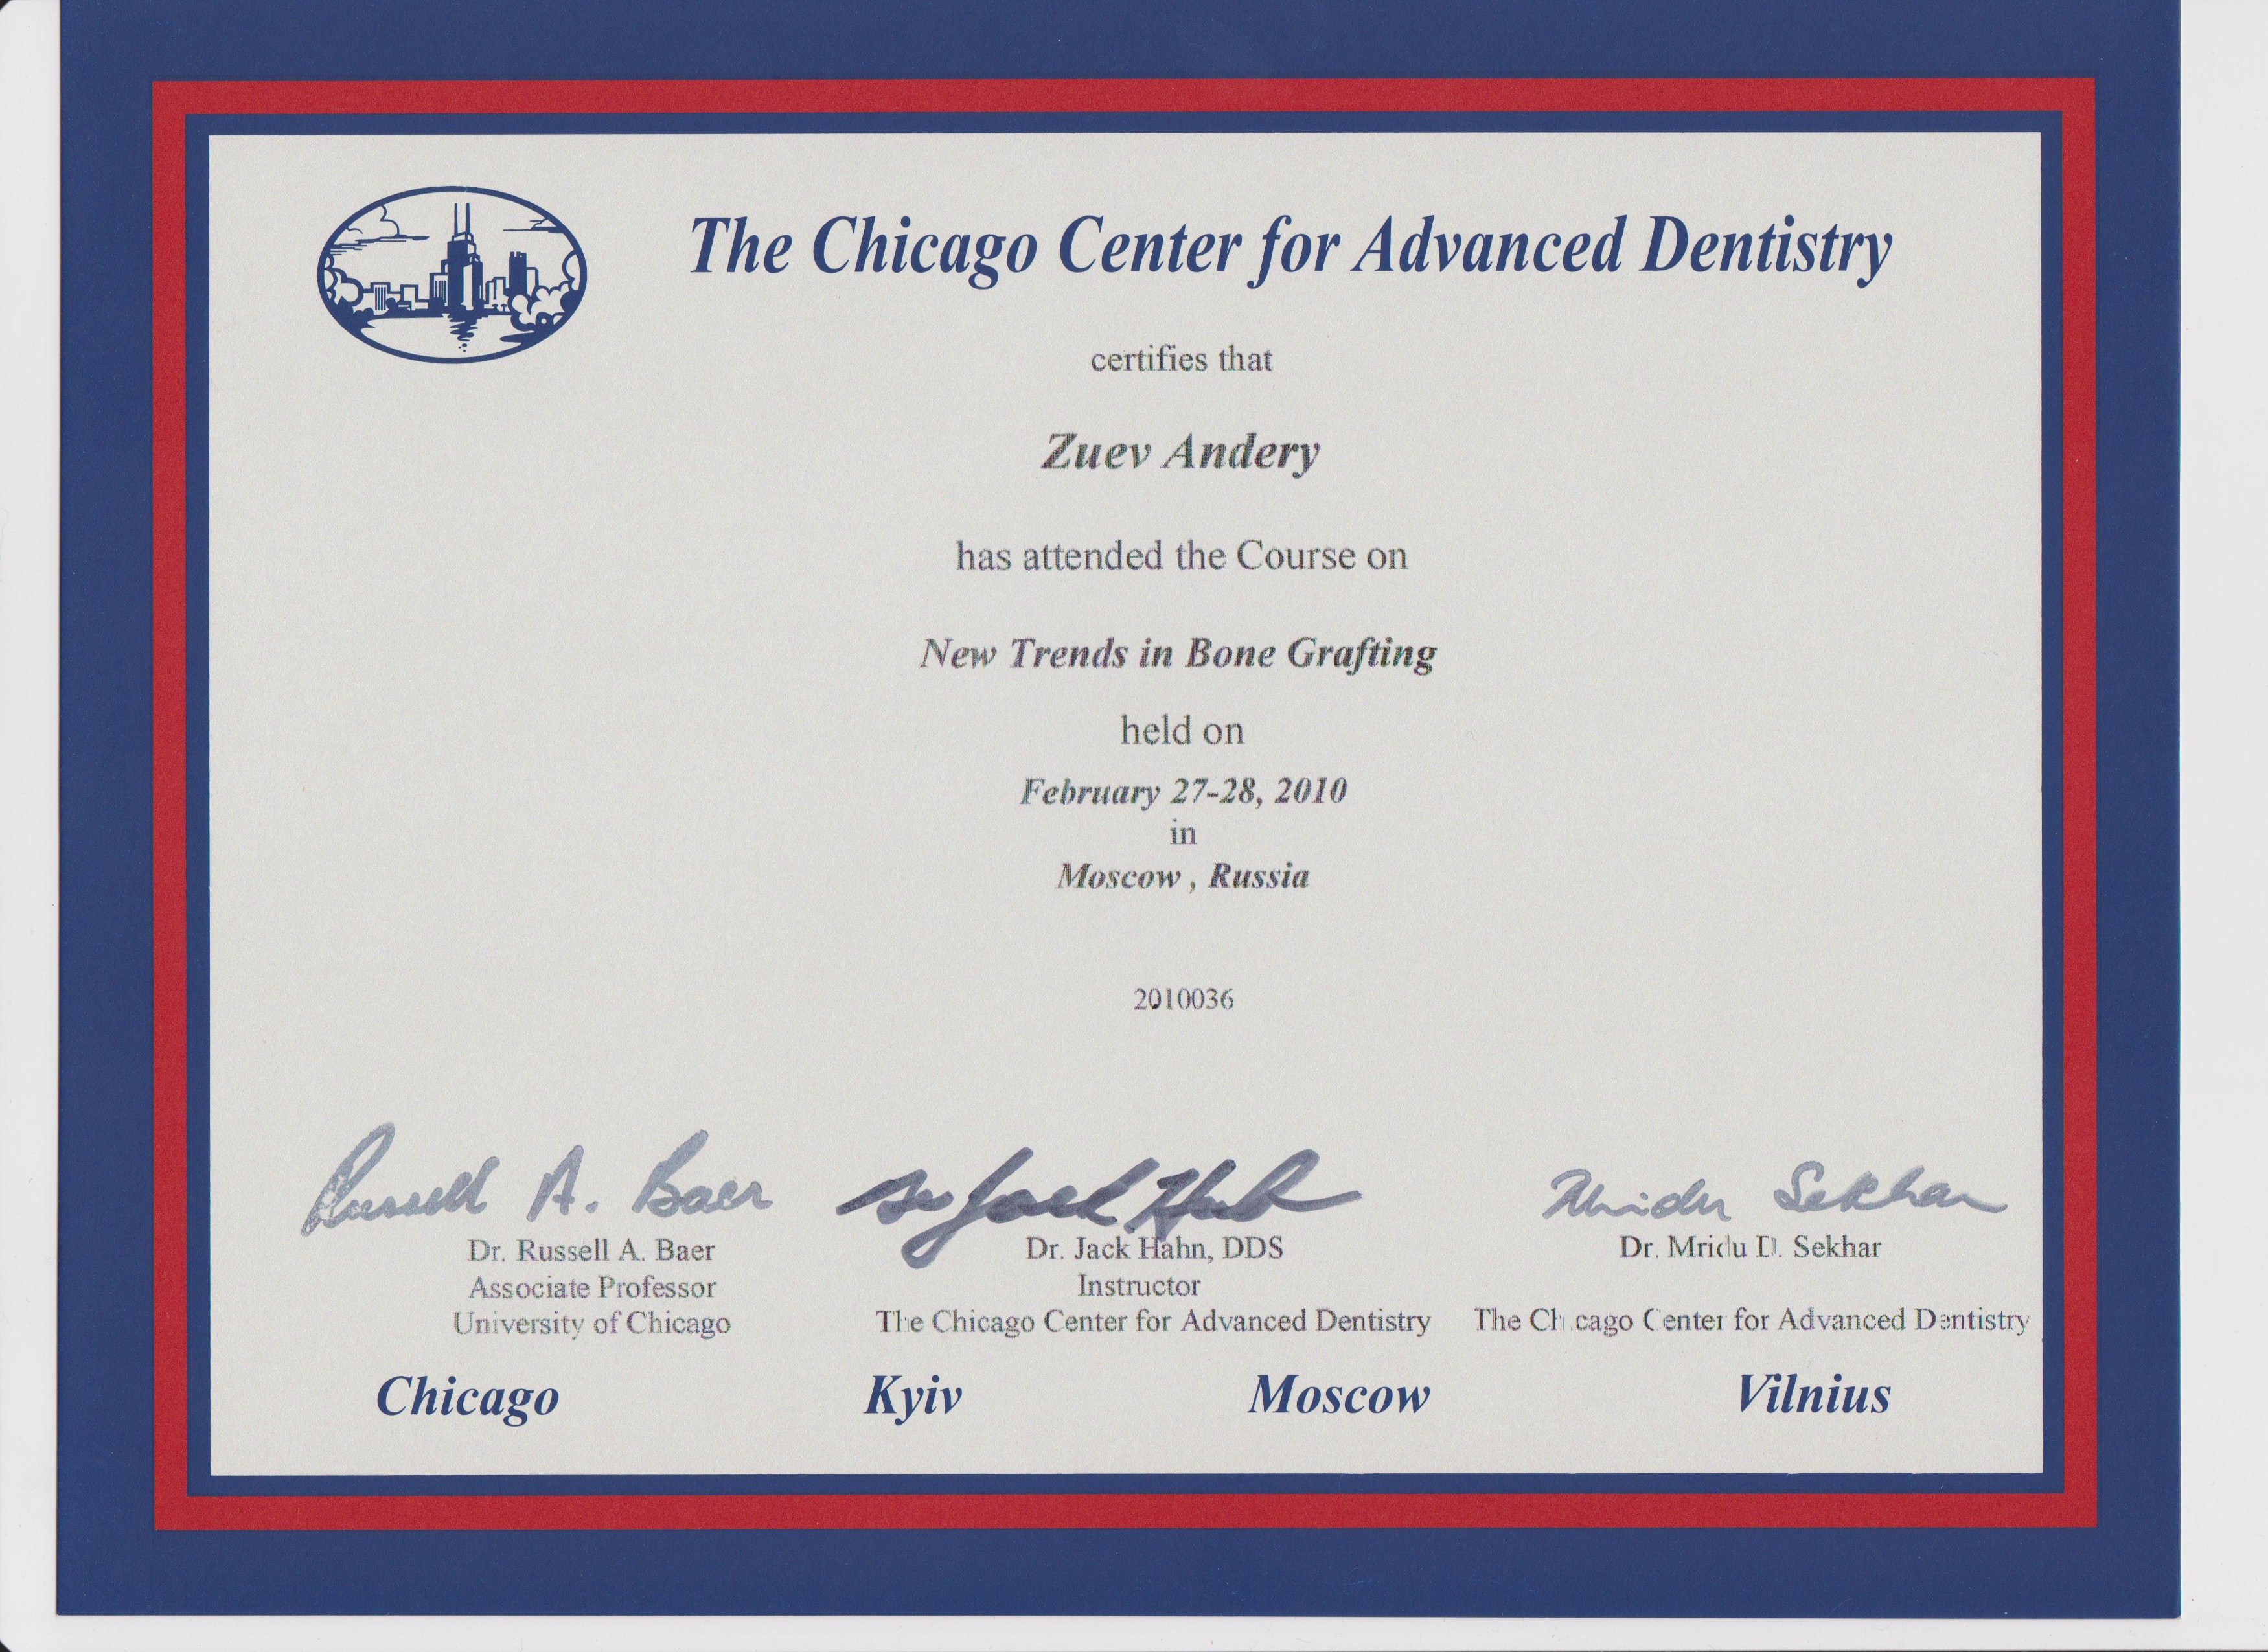 The Chicago Center for Advanced Dentistry
certifies that
Zuev Andery
has attended the Course on
New Trends in Bone Grafting
held on
February 27-28, 2010
in
Moscow , Russia
2010036
Russell A. Baer
Jack Hahn
Mridu Sekhar
Dr. Russell A. Baer
Associate Professor
University of Chicago
Dr. Jack Hahn, DDS
Instructor
The Chicago Center for Advanced Dentistry
Dr. Mridu D. Sekhar
The Chicago Center for Advanced Dentistry
Chicago Kyiv Moscow Vilnius